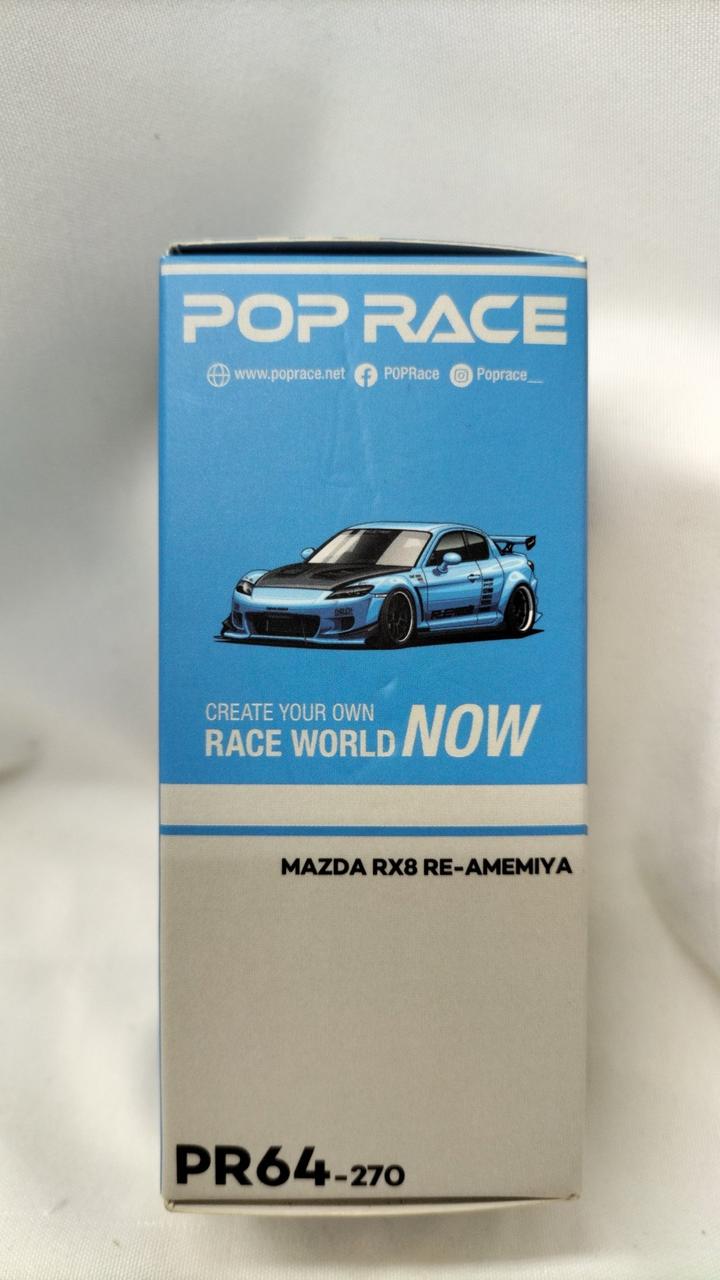 POP RACE
www.poprace.net POPRace Poprace__
CREATE YOUR OWN
RACE WORLD NOW
MAZDA RX8 RE-AMEMIYA
PR64-270